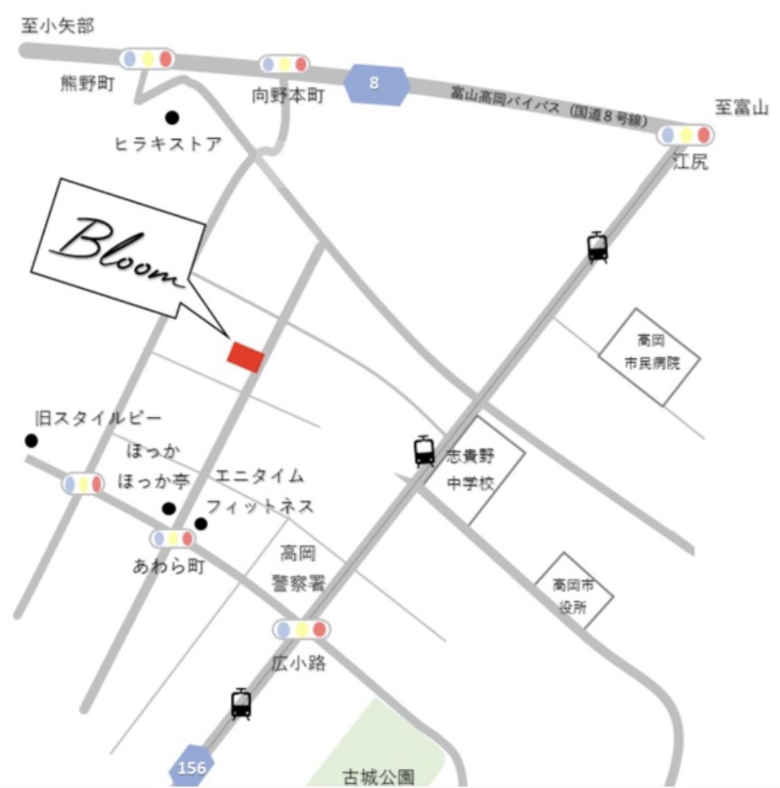 至小矢部
熊野町
向野本町
8
富山高岡バイパス（国道８号線）
至富山
江尻
ヒラキストア
Bloom
高岡
市民病院
旧スタイルビー
ほっか
ほっか亭
エニタイム
フィットネス
志貴野
中学校
あわら町
高岡
警察署
高岡市
役所
広小路
156
古城公園